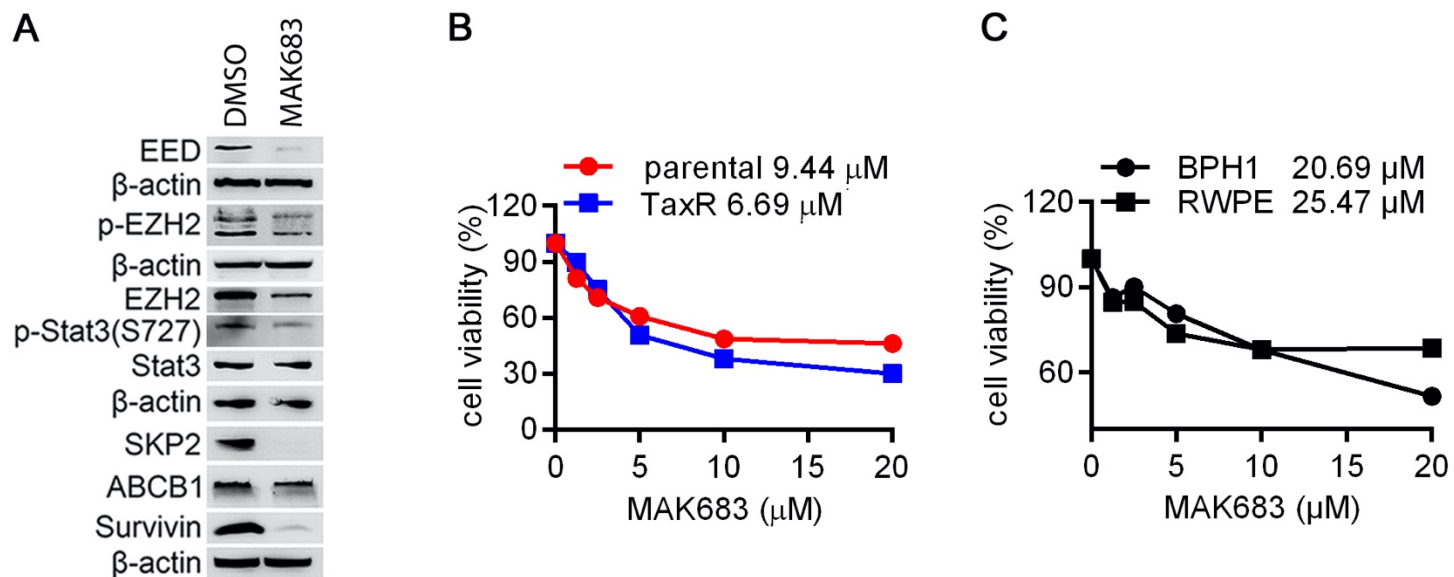 A
DMSO
MAK683
EED
β-actin
p-EZH2
β-actin
EZH2
p-Stat3(S727)
Stat3
β-actin
SKP2
ABCB1
Survivin
β-actin
B
parental 9.44 μM
TaxR 6.69 μM
cell viability (%)
120
90
60
30
0
0 5 10 15 20
MAK683 (μM)
C
BPH1 20.69 μM
RWPE 25.47 μM
cell viability (%)
120
90
60
0 5 10 15 20
MAK683 (μM)